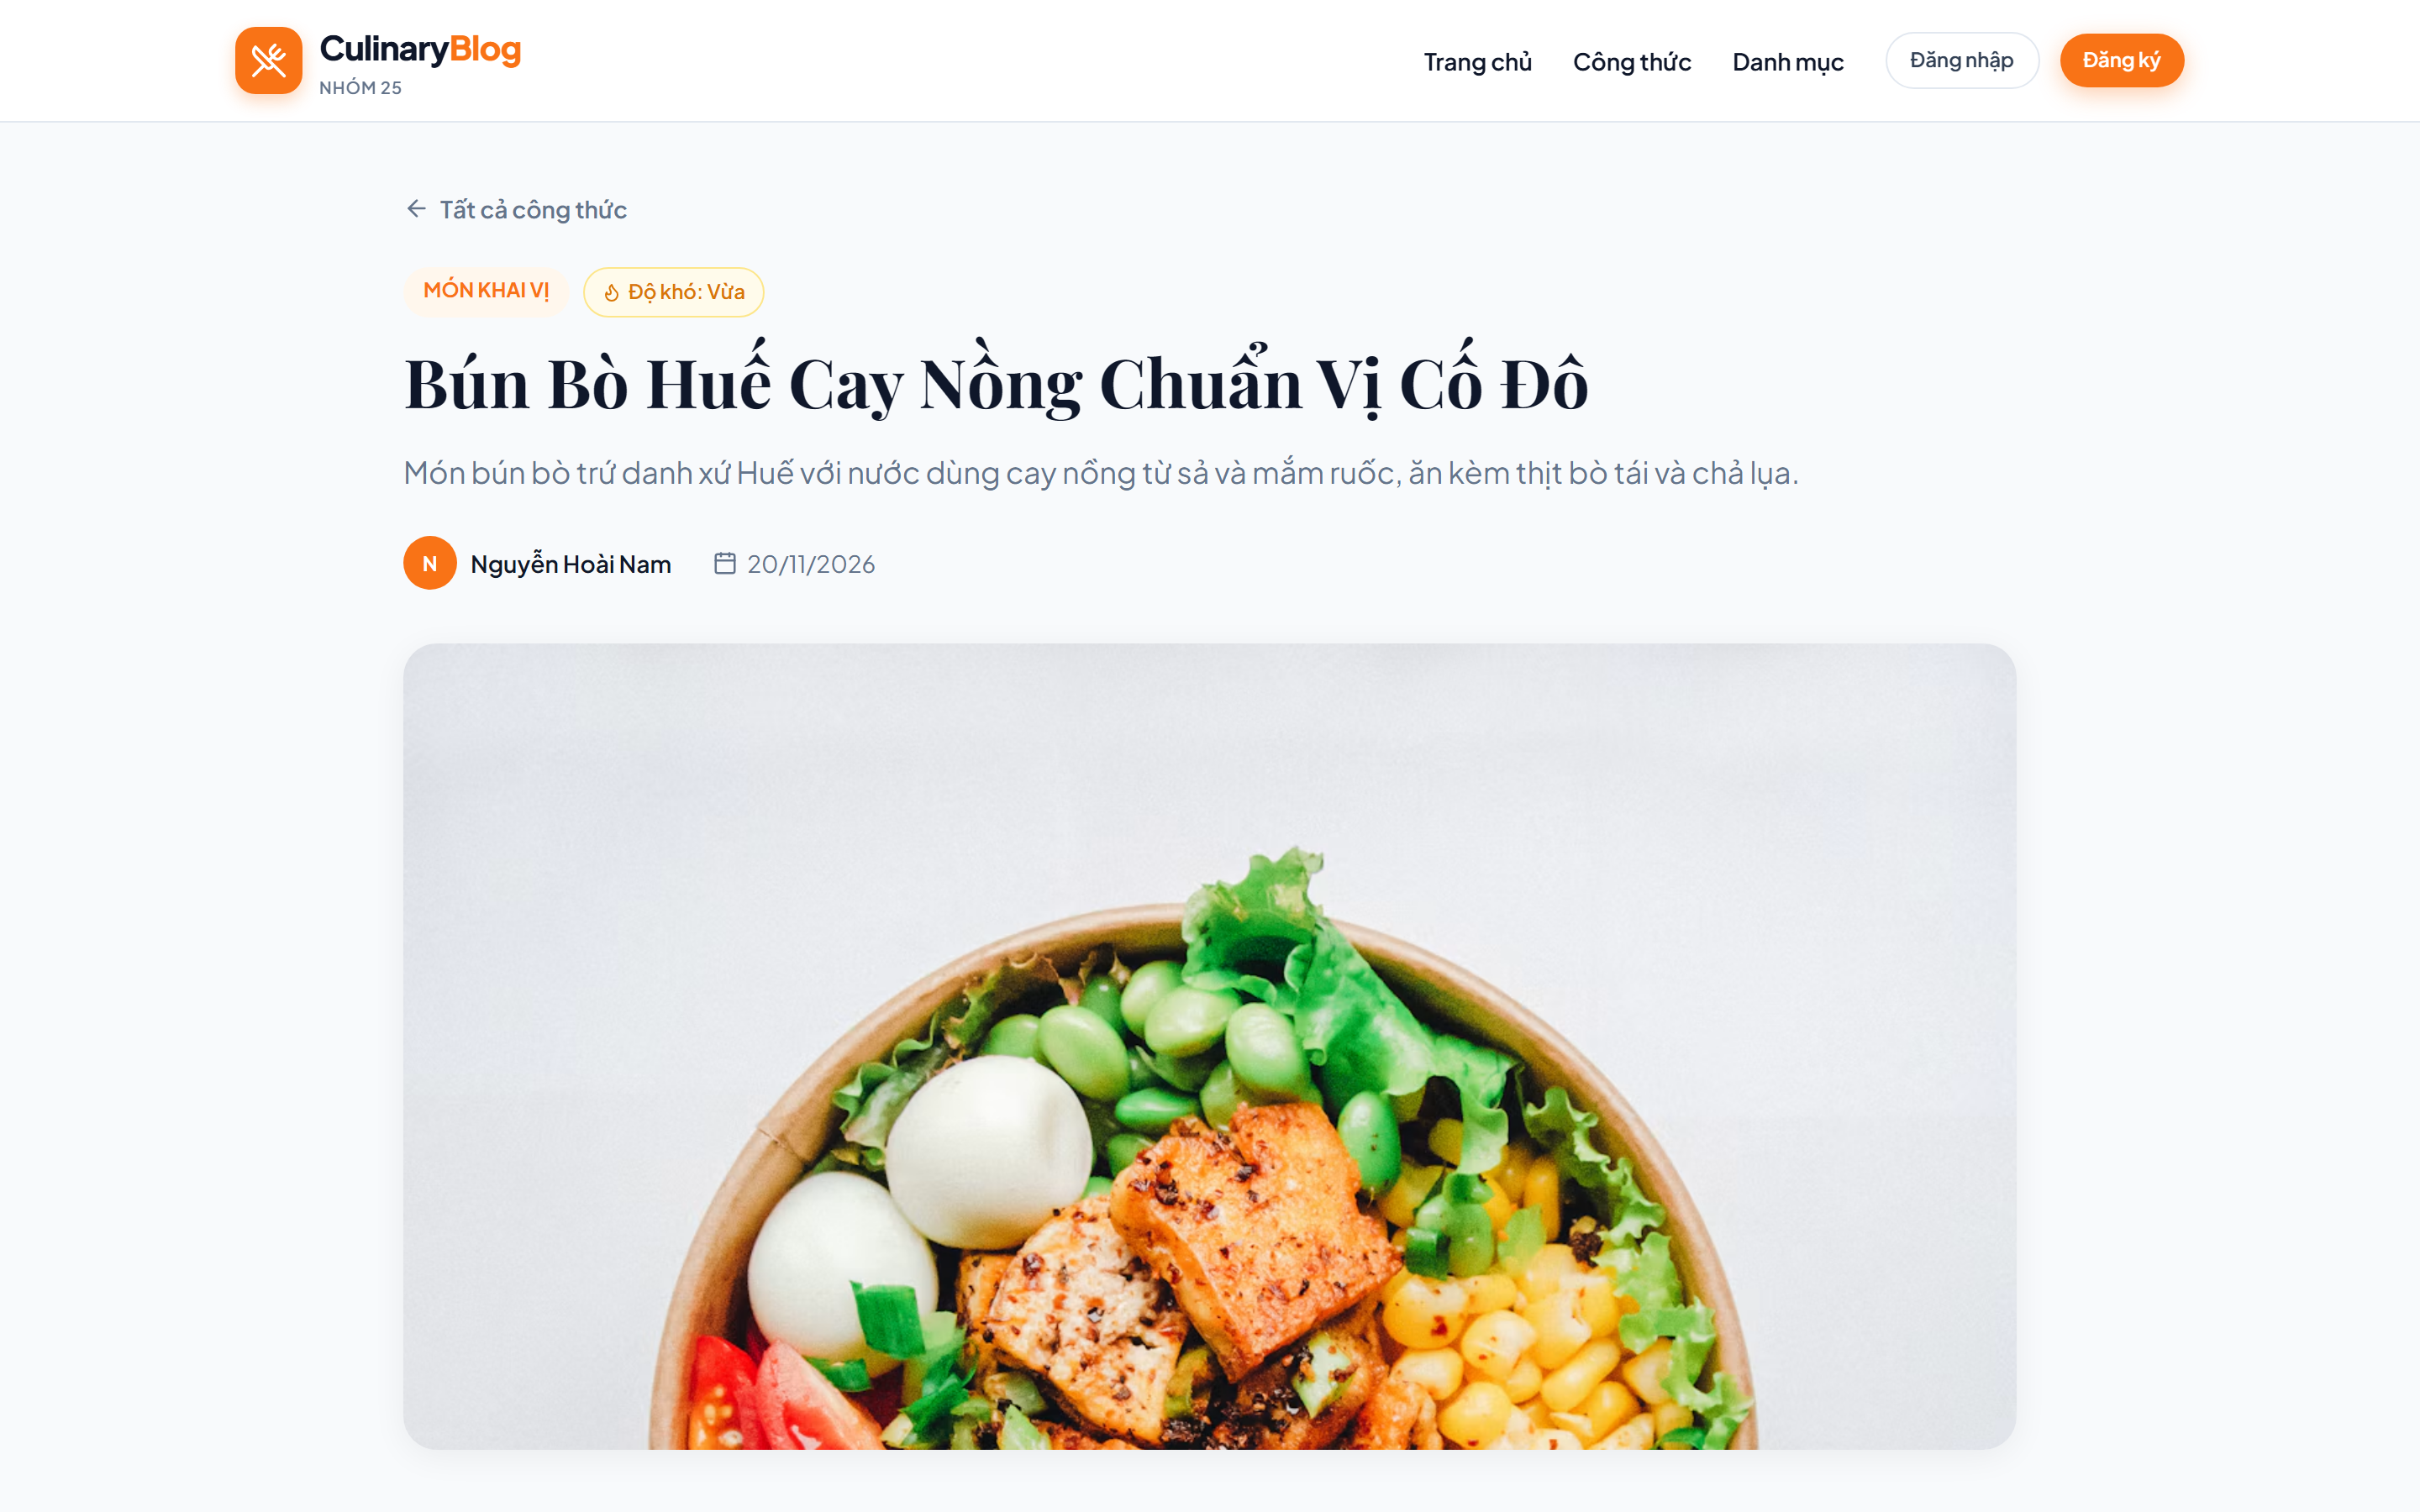 CulinaryBlog
NHÓM 25
Trang chủ
Công thức
Danh mục
Đăng nhập
Đăng ký
Tất cả công thức
MÓN KHAI VỊ
Độ khó: Vừa
Bún Bò Huế Cay Nồng Chuẩn Vị Cố Đô
Món bún bò trứ danh xứ Huế với nước dùng cay nồng từ sả và mắm ruốc, ăn kèm thịt bò tái và chả lụa.
N
Nguyễn Hoài Nam
20/11/2026